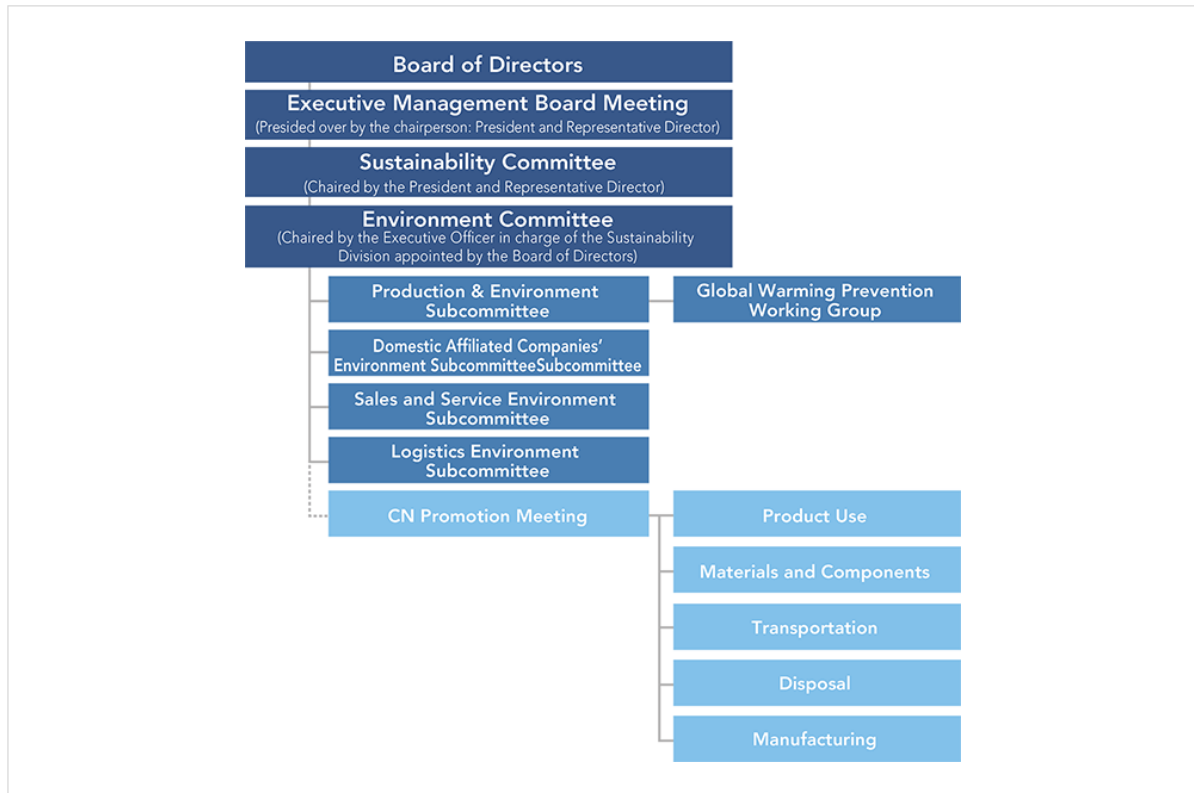 Board of Directors
Executive Management Board Meeting
(Presided over by the chairperson: President and Representative Director)
Sustainability Committee
(Chaired by the President and Representative Director)
Environment Committee
(Chaired by the Executive Officer in charge of the Sustainability
Division appointed by the Board of Directors)
Production & Environment
Subcommittee
Global Warming Prevention
Working Group
Domestic Affiliated Companies’
Environment SubcommitteeSubcommittee
Sales and Service Environment
Subcommittee
Logistics Environment
Subcommittee
CN Promotion Meeting
Product Use
Materials and Components
Transportation
Disposal
Manufacturing